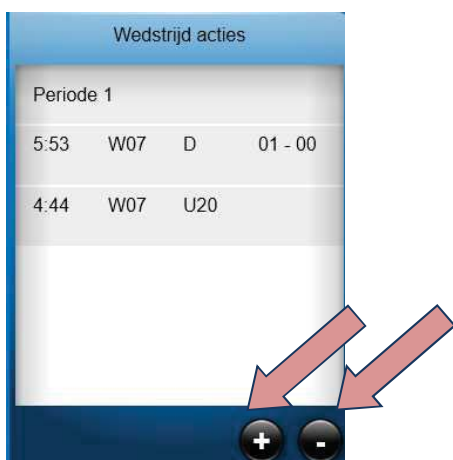 Wedstrijd acties
Periode 1
5:53 W07 D 01 - 00
4:44 W07 U20
+ -